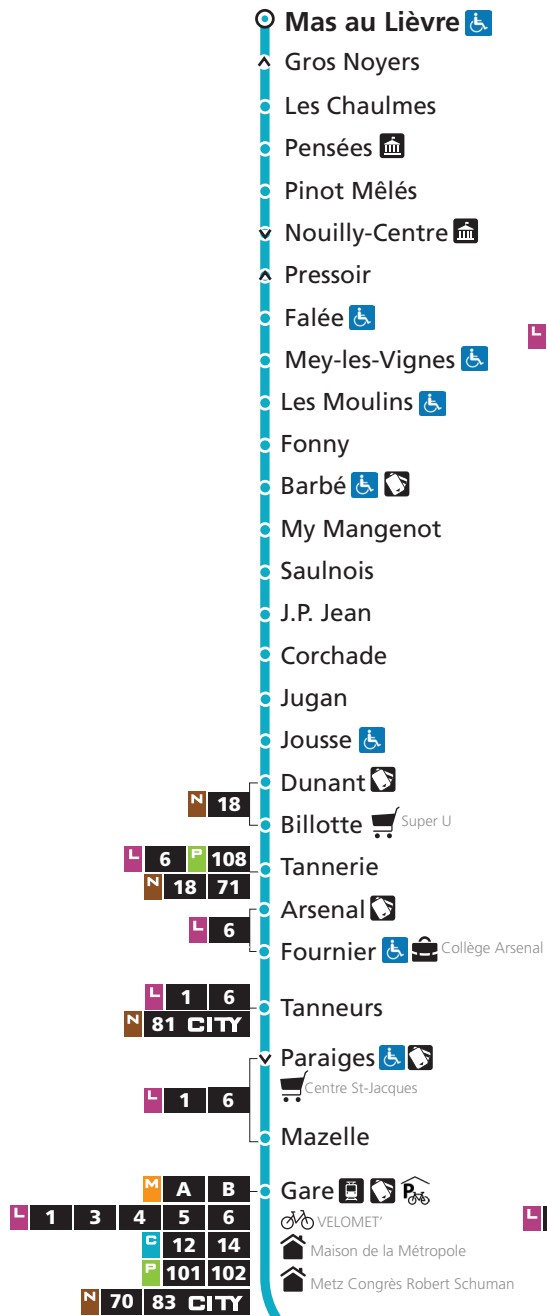 Mas au Lièvre
Gros Noyers
Les Chaulmes
Pensées
Pinot Mêlés
Nouilly-Centre
Pressoir
Falée
L
Mey-les-Vignes
Les Moulins
Fonny
Barbé
My Mangenot
Saulnois
J.P. Jean
Corchade
Jugan
Jousse
Dunant
N 18
Billotte Super U
L 6 P 108
Tannerie
N 18 71
Arsenal
L 6
Fournier Collège Arsenal
L 1 6
Tanneurs
N 81 CITY
Paraiges
Centre St-Jacques
L 1 6
Mazelle
M A B Gare P
L 1 3 4 5 6 VELOMET' L
C 12 14 Maison de la Métropole
P 101 102 Metz Congrès Robert Schuman
N 70 83 CITY